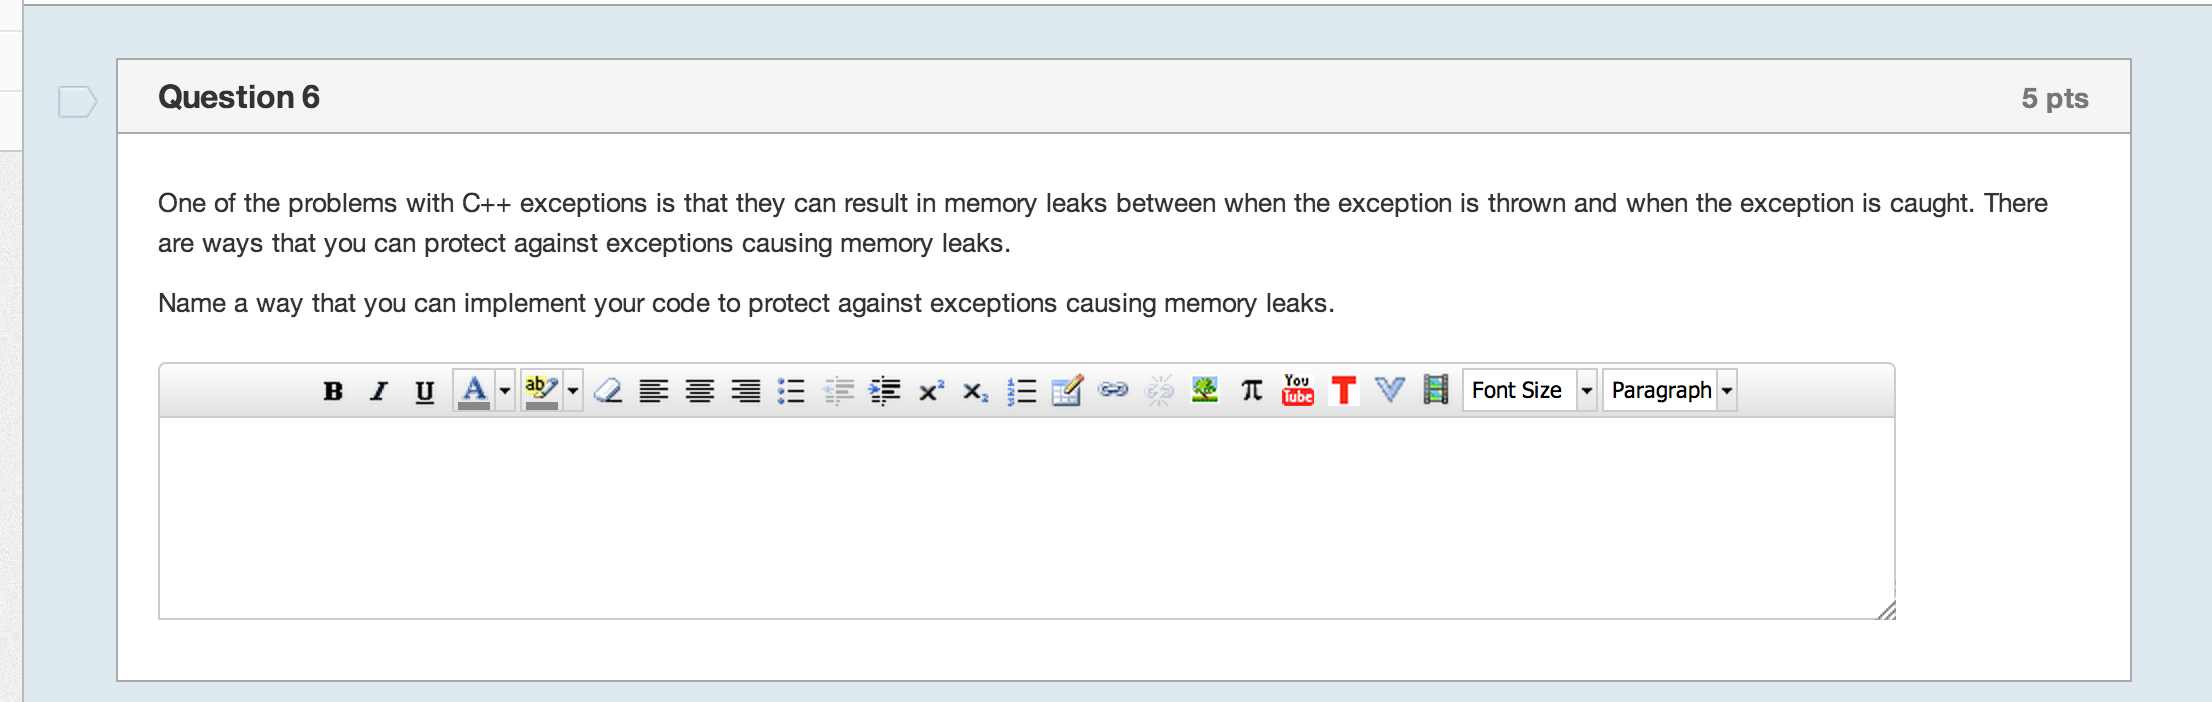 Question 6
5 pts
One of the problems with C++ exceptions is that they can result in memory leaks between when the exception is thrown and when the exception is caught. There
are ways that you can protect against exceptions causing memory leaks.
Name a way that you can implement your code to protect against exceptions causing memory leaks.
B I U A ab x² x₂ π You Tube T V Font Size Paragraph